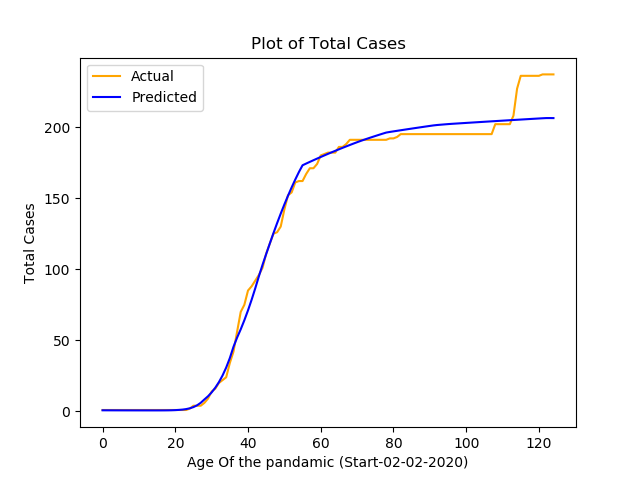 Plot of Total Cases
Actual
Predicted
200
150
100
50
0
Total Cases
0 20 40 60 80 100 120
Age Of the pandamic (Start-02-02-2020)